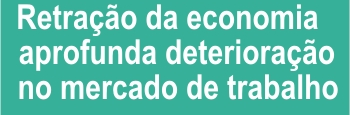 Retração da economia
aprofunda deterioração
no mercado de trabalho